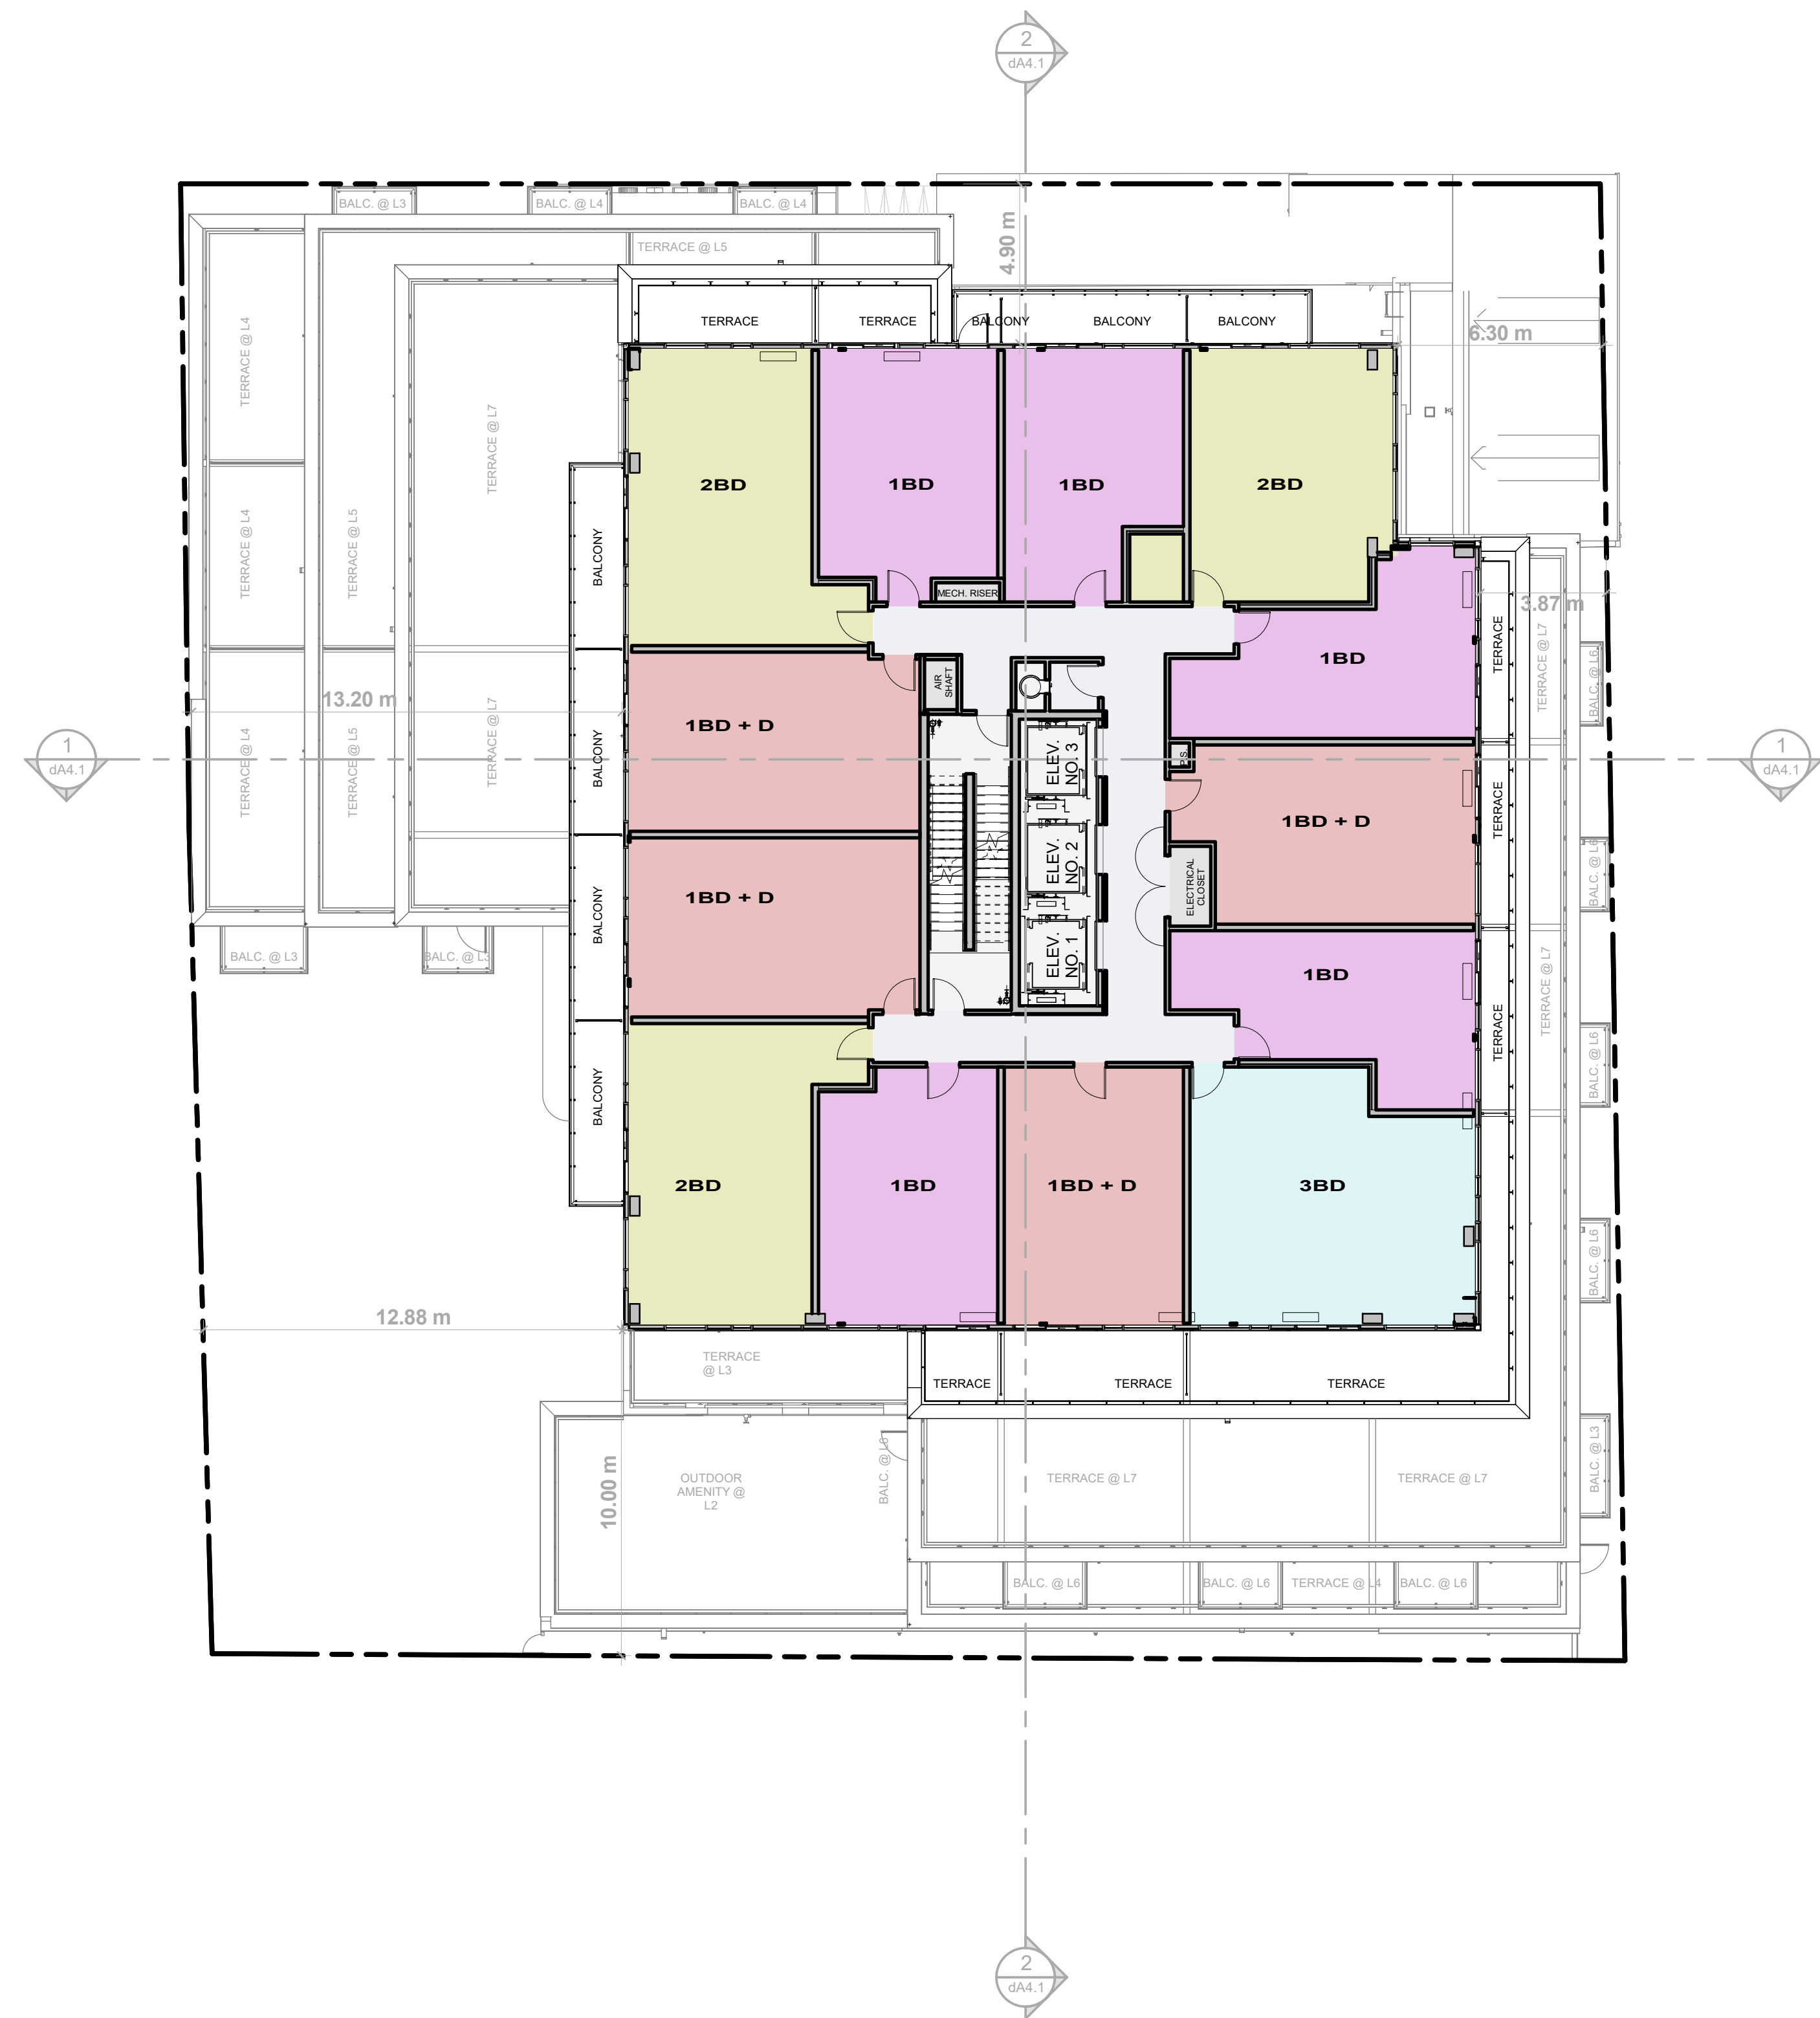 2
dA4.1
BALC. @ L3
BALC. @ L4
BALC. @ L4
TERRACE @ L5
4.90 m
TERRACE
TERRACE
BALCONY
BALCONY
BALCONY
6.30 m
TERRACE @ L4
TERRACE @ L7
2BD
1BD
1BD
2BD
TERRACE @ L4
TERRACE @ L5
BALCONY
MECH. RISER
3.87 m
TERRACE
TERRACE @ L7
BALC. @ L6
1BD
AIR
SHAFT
13.20 m
1BD + D
TERRACE @ L4
TERRACE @ L5
TERRACE @ L7
BALCONY
1
dA4.1
ELEV.
NO. 3
P.S.
1
dA4.1
TERRACE
1BD + D
ELEV.
NO. 2
BALC. @ L6
ELECTRICAL
CLOSET
1BD + D
BALCONY
BALC. @ L3
BALC. @ L3
ELEV.
NO. 1
1BD
TERRACE
TERRACE @ L7
BALC. @ L6
BALCONY
2BD
1BD
1BD + D
3BD
BALC. @ L6
12.88 m
TERRACE
@ L3
TERRACE
TERRACE
TERRACE
10.00 m
OUTDOOR
AMENITY @
L2
BALC. @ L6
TERRACE @ L7
TERRACE @ L7
BALC. @ L3
BALC. @ L6
BALC. @ L6
TERRACE @ L4
BALC. @ L6
2
dA4.1